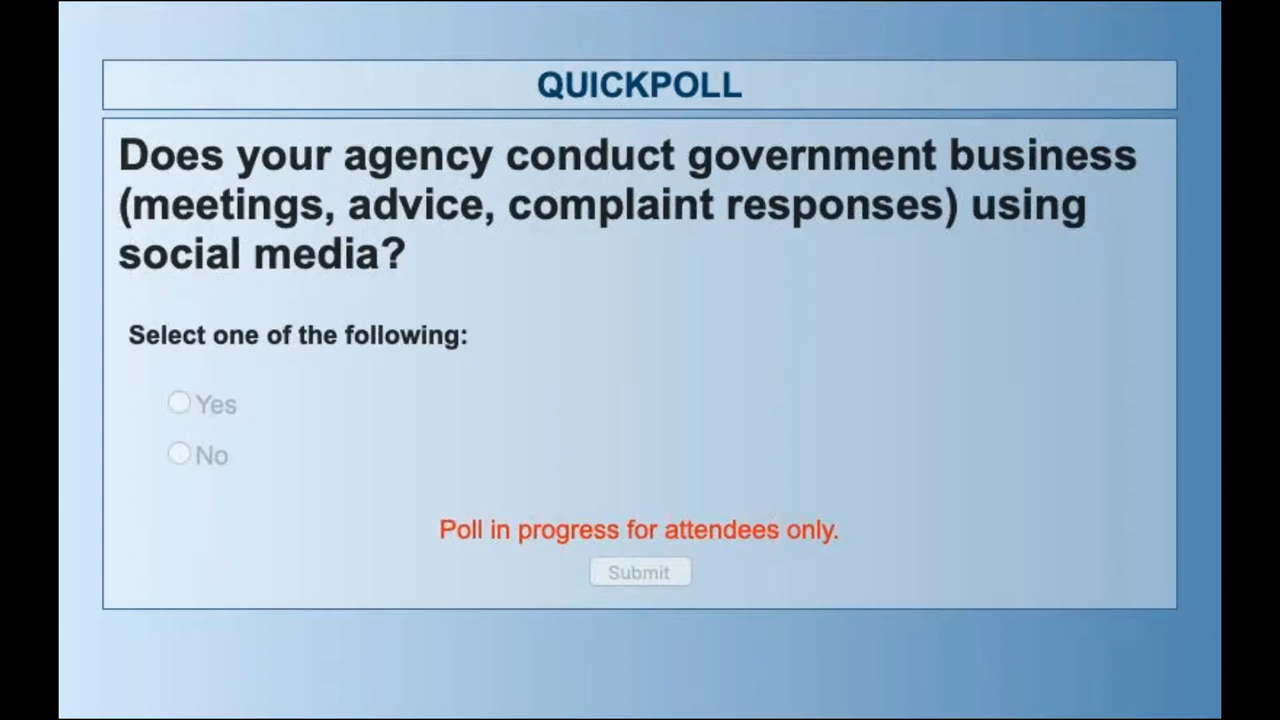 QUICKPOLL
Does your agency conduct government business
(meetings, advice, complaint responses) using
social media?
Select one of the following:
Yes
No
Poll in progress for attendees only.
Submit